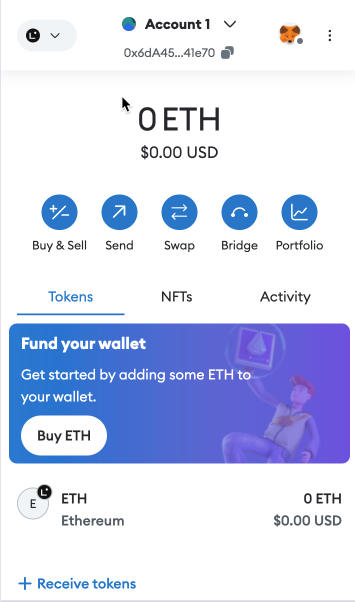 Account 1
0x6dA45...41e70
0 ETH
$0.00 USD
Buy & Sell
Send
Swap
Bridge
Portfolio
Tokens
NFTs
Activity
Fund your wallet
Get started by adding some ETH to
your wallet.
Buy ETH
E
ETH
0 ETH
Ethereum
$0.00 USD
+ Receive tokens